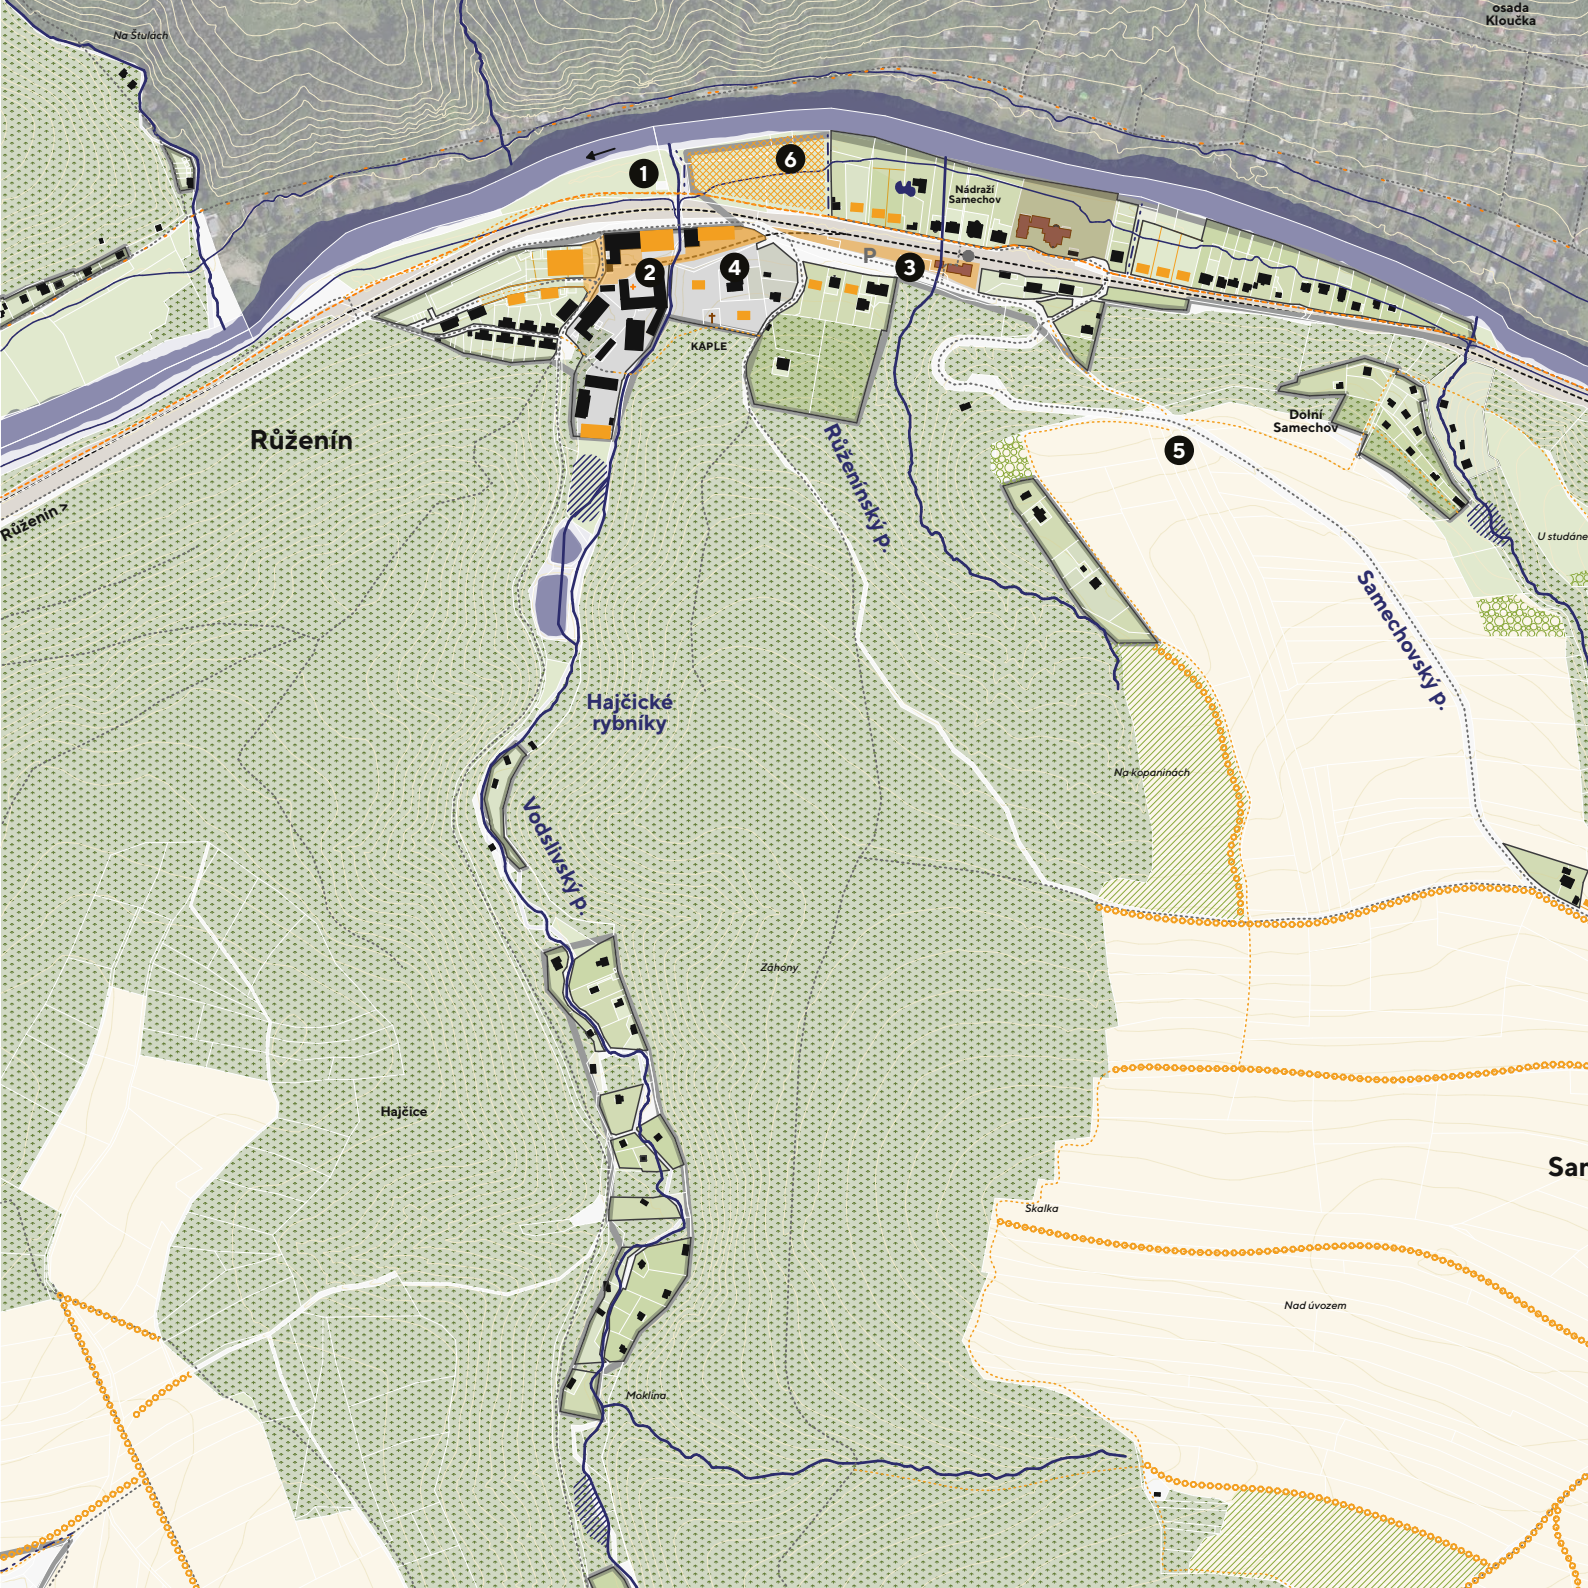 osada
Kloučka
Na Štulách
1
6
Nádraží
Samechov
P
2
4
3
KAPLE
Dolní
Samechov
Růženín
5
Růženínský p.
Růženín >
U studáne
Samechovský p.
Hajčické
rybníky
Na kopaninách
Vodslivský p.
Záhony
Hajčice
Sar
Skalka
Nad úvozem
Moklina